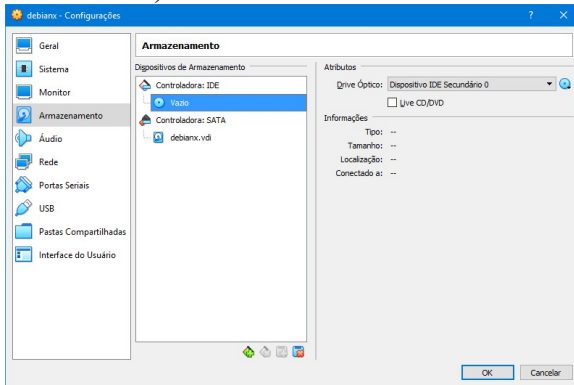 debianx - Configurações
Geral
Sistema
Monitor
Armazenamento
Áudio
Rede
Portas Seriais
USB
Pastas Compartilhadas
Interface do Usuário
Armazenamento
Dispositivos de Armazenamento
Controladora: IDE
Vazio
Controladora: SATA
debianx.vdi
Atributos
Drive Óptico: Dispositivo IDE Secundário 0
Live CD/DVD
Informações
Tipo: --
Tamanho: --
Localização: --
Conectado a: --
OK Cancelar